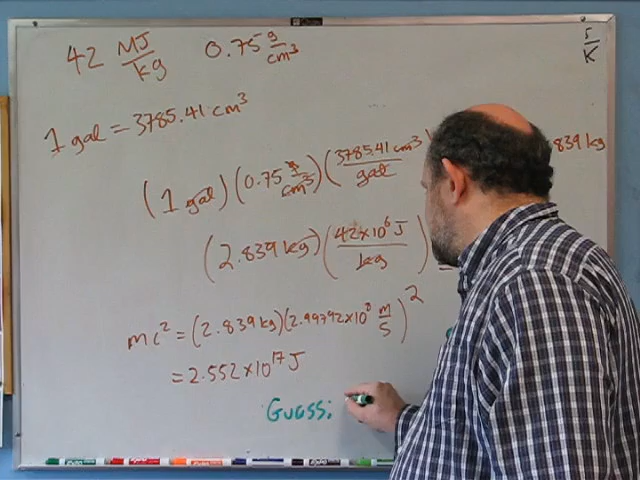 42 MJ/kg 0.75 g/cm³
r/K
1 gal = 3785.41 cm³
(1 gal)(0.75 g/cm³)(3785.41 cm³/gal) 839 kg
(2.839 kg)(42×10⁶ J/kg)
mc² = (2.839 kg)(2.99792×10⁸ m/s)²
= 2.552×10¹⁷ J
Guass: